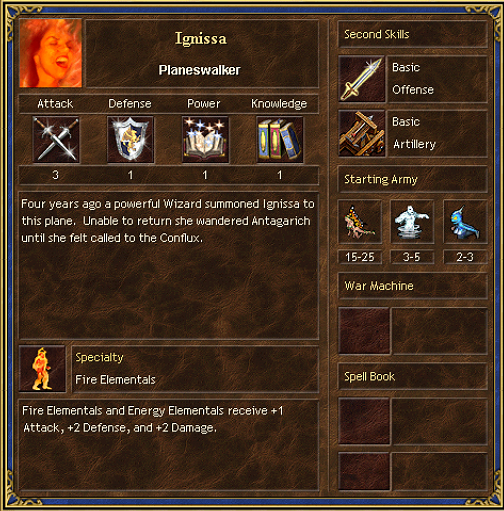 Ignissa
Planeswalker
Attack Defense Power Knowledge
3 1 1 1
Four years ago a powerful Wizard summoned Ignissa to
this plane. Unable to return she wandered Antagarich
until she felt called to the Conflux.
Specialty
Fire Elementals
Fire Elementals and Energy Elementals receive +1
Attack, +2 Defense, and +2 Damage.
Second Skills
Basic
Offense
Basic
Artillery
Starting Army
15-25 3-5 2-3
War Machine
Spell Book